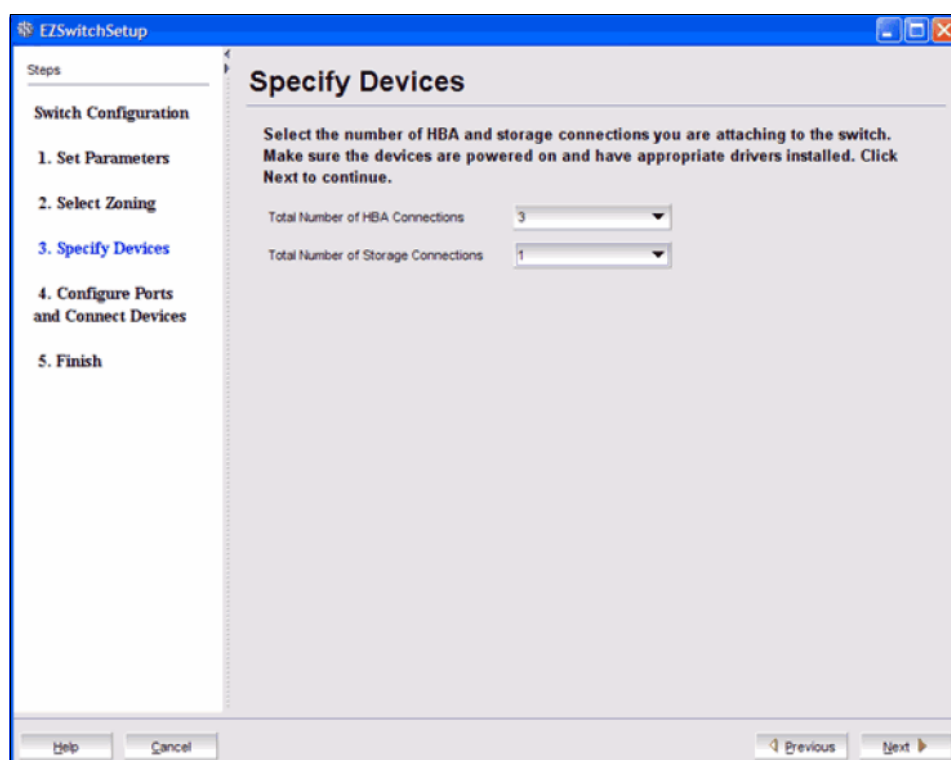 EZSwitchSetup
Steps
Switch Configuration
1. Set Parameters
2. Select Zoning
3. Specify Devices
4. Configure Ports
and Connect Devices
5. Finish
Specify Devices
Select the number of HBA and storage connections you are attaching to the switch.
Make sure the devices are powered on and have appropriate drivers installed. Click
Next to continue.
Total Number of HBA Connections 3
Total Number of Storage Connections 1
Help Cancel Previous Next